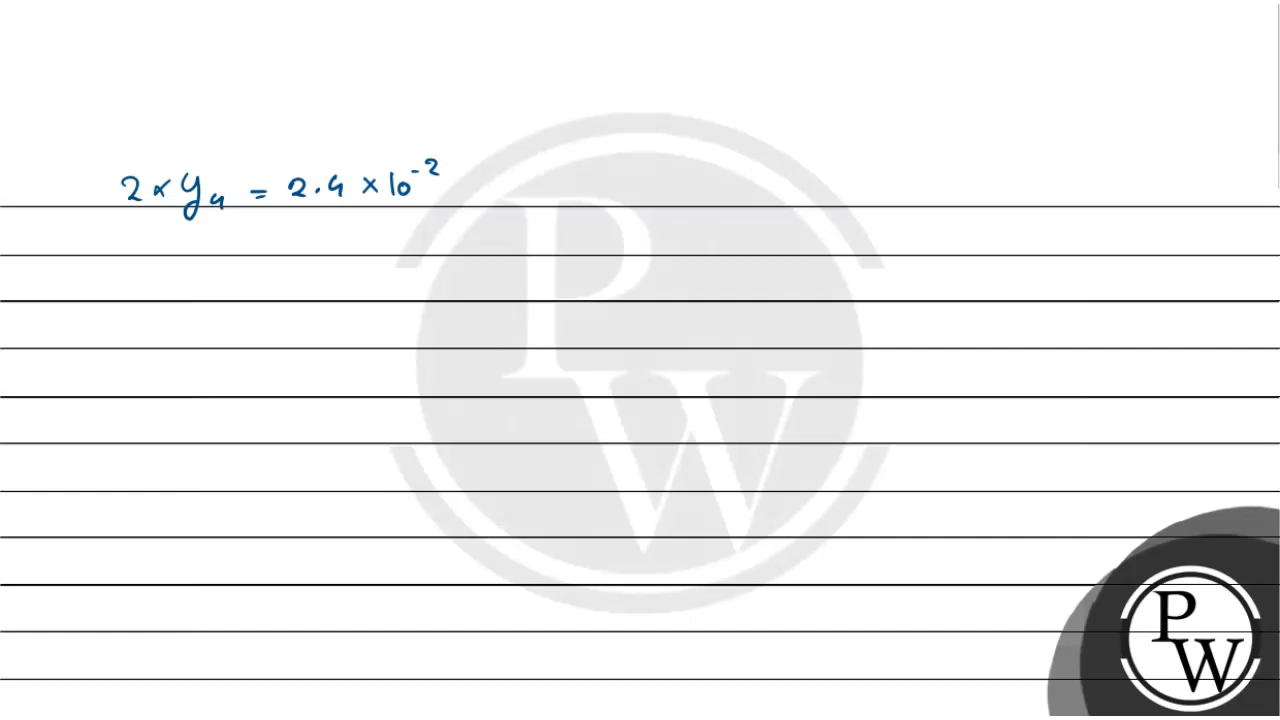 2 × y₄ = 2.4 × 10⁻²
P
W
P
W